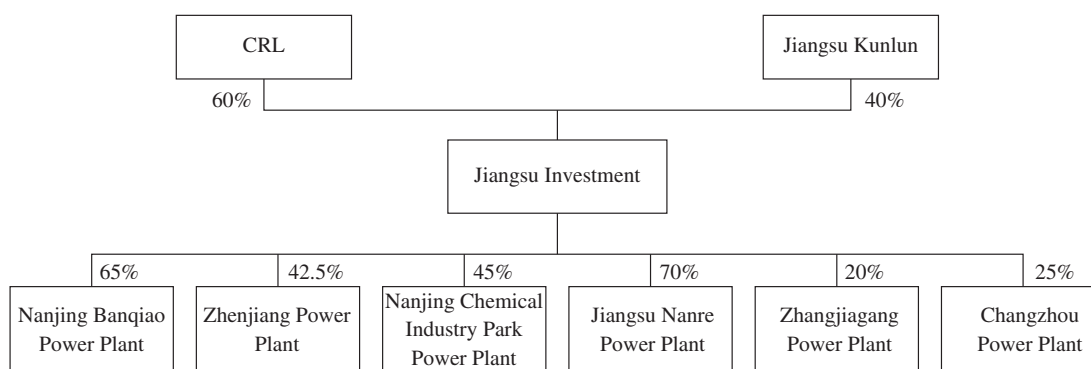 CRL
Jiangsu Kunlun
60%
40%
Jiangsu Investment
65%
42.5%
45%
70%
20%
25%
Nanjing Banqiao
Power Plant
Zhenjiang Power
Plant
Nanjing Chemical
Industry Park
Power Plant
Jiangsu Nanre
Power Plant
Zhangjiagang
Power Plant
Changzhou
Power Plant